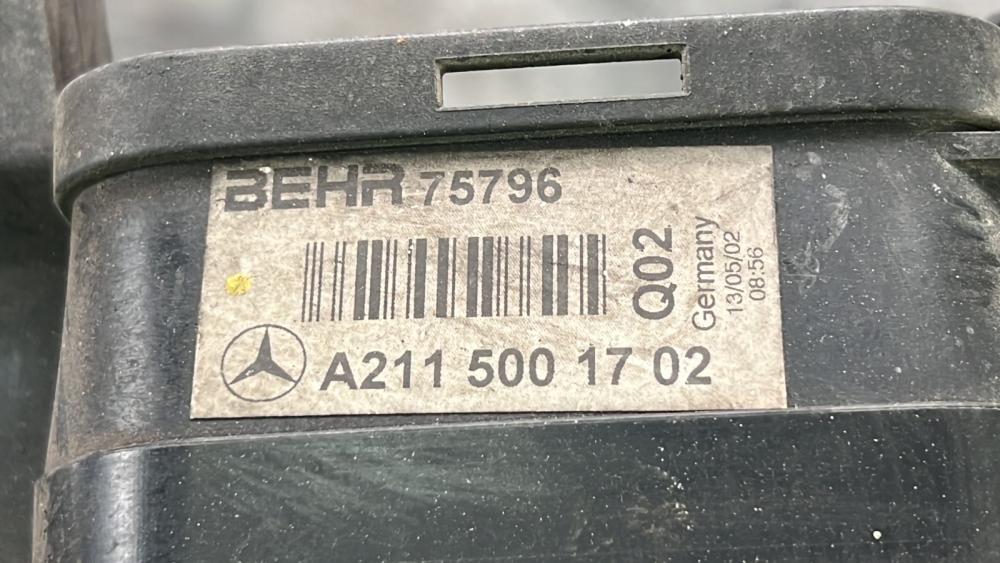 BEHR 75796
Q02
Germany
13/05/02
08:56
A211 500 17 02